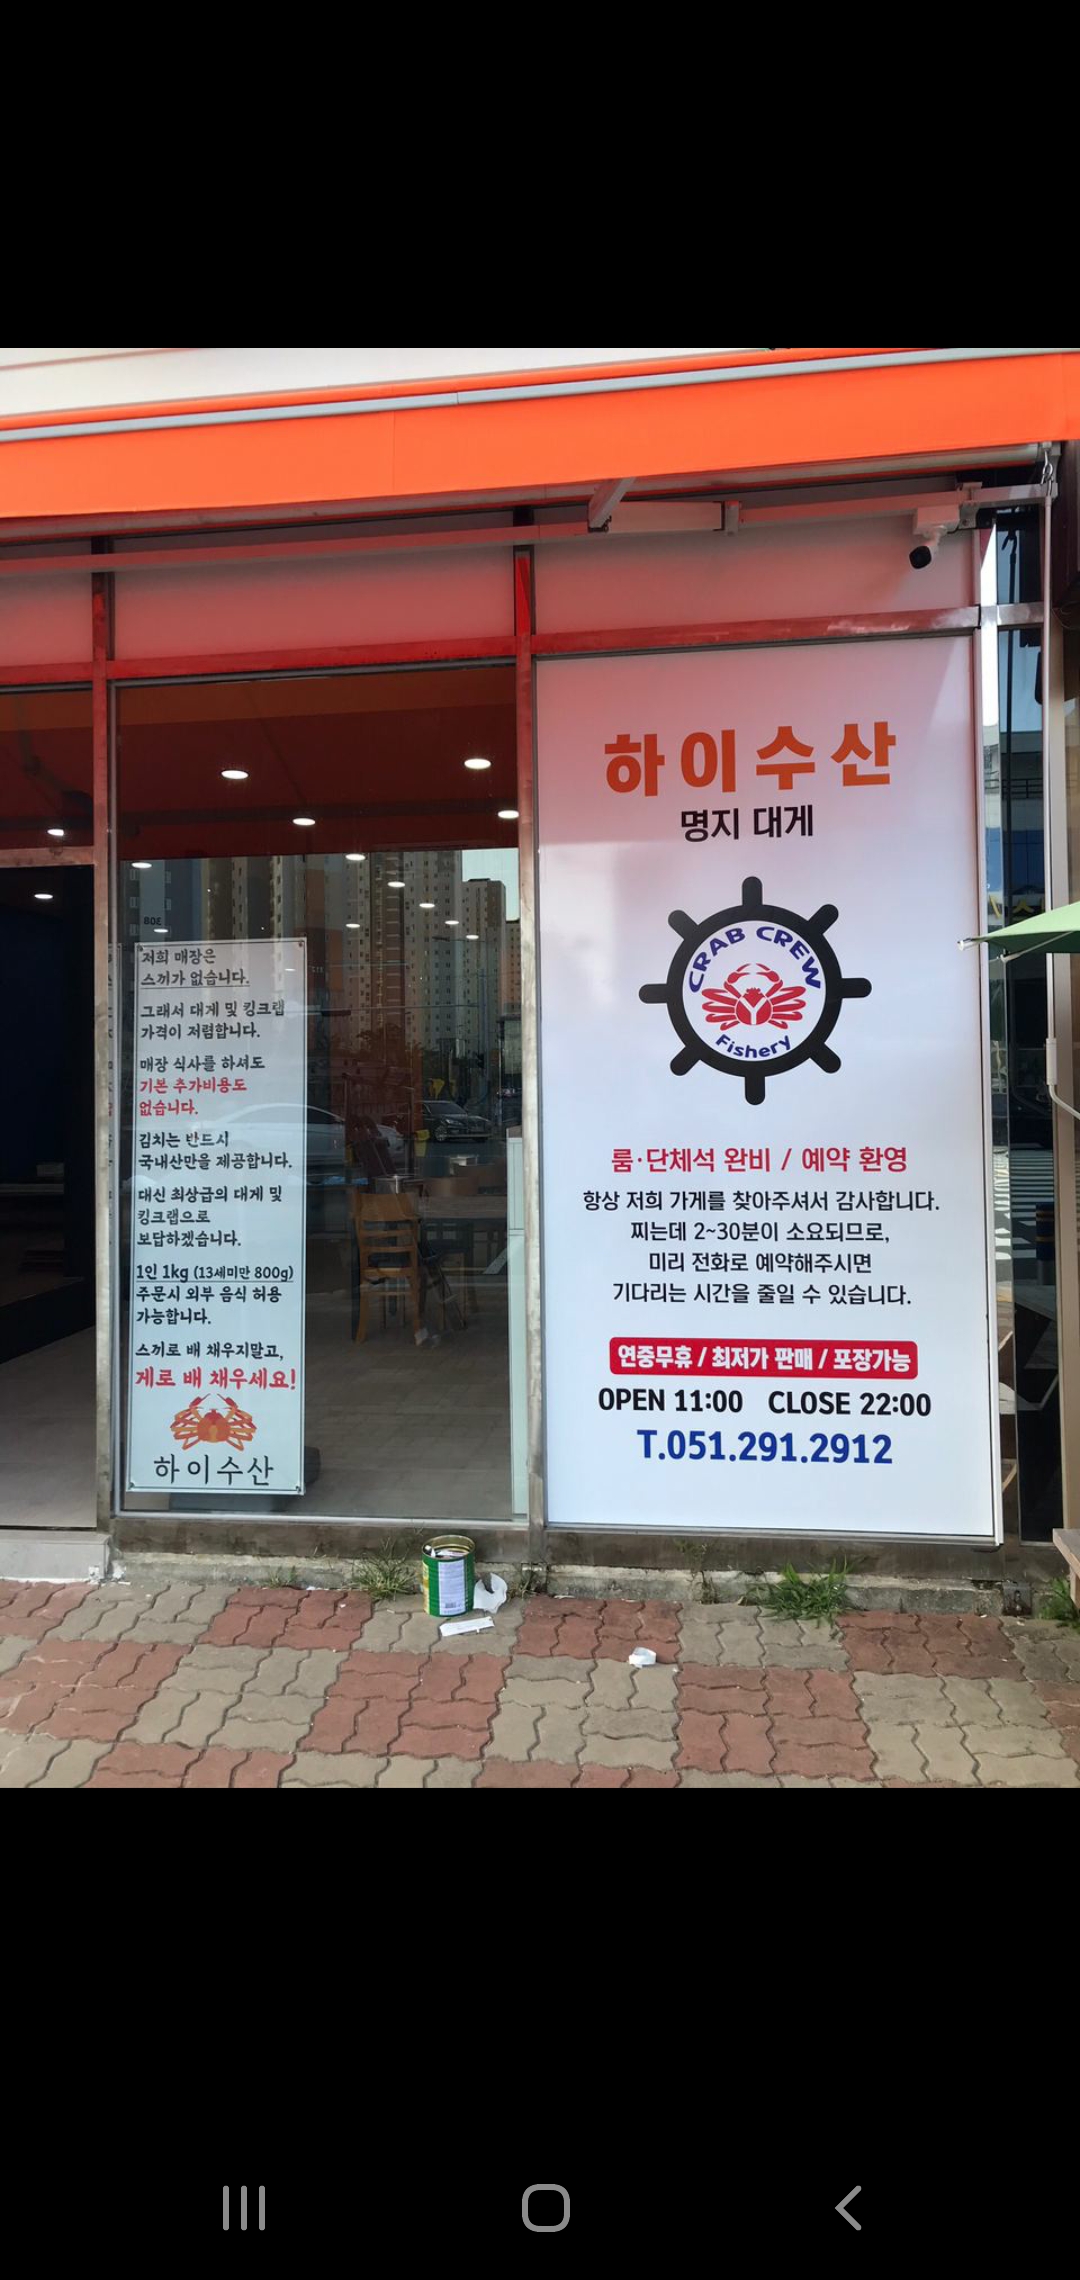 저희 매장은
스끼가 없습니다.
그래서 대게 및 킹크랩
가격이 저렴합니다.
매장 식사를 하셔도
기본 추가비용도
없습니다.
김치는 반드시
국내산만을 제공합니다.
대신 최상급의 대게 및
킹크랩으로
보답하겠습니다.
1인 1kg (13세미만 800g)
주문시 외부 음식 허용
가능합니다.
스끼로 배 채우지말고,
게로 배 채우세요!
하이수산
하이수산
명지 대게
CRAB CREW
Fishery
룸·단체석 완비 / 예약 환영
항상 저희 가게를 찾아주셔서 감사합니다.
찌는데 2~30분이 소요되므로,
미리 전화로 예약해주시면
기다리는 시간을 줄일 수 있습니다.
연중무휴 / 최저가 판매 / 포장가능
OPEN 11:00 CLOSE 22:00
T.051.291.2912